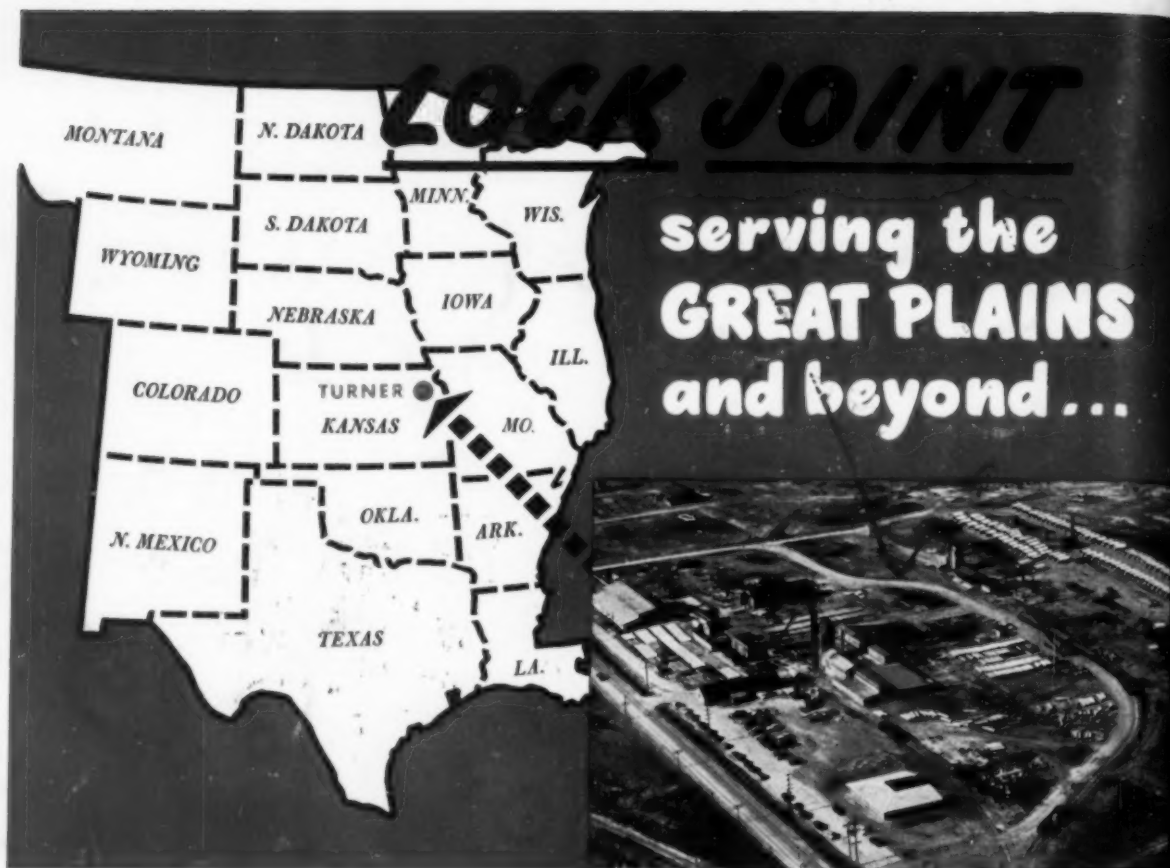 LOCK JOINT
serving the
GREAT PLAINS
and beyond...
MONTANA
N. DAKOTA
MINN.
WIS.
S. DAKOTA
WYOMING
IOWA
NEBRASKA
ILL.
COLORADO
TURNER
KANSAS
MO.
N. MEXICO
OKLA.
ARK.
TEXAS
LA.